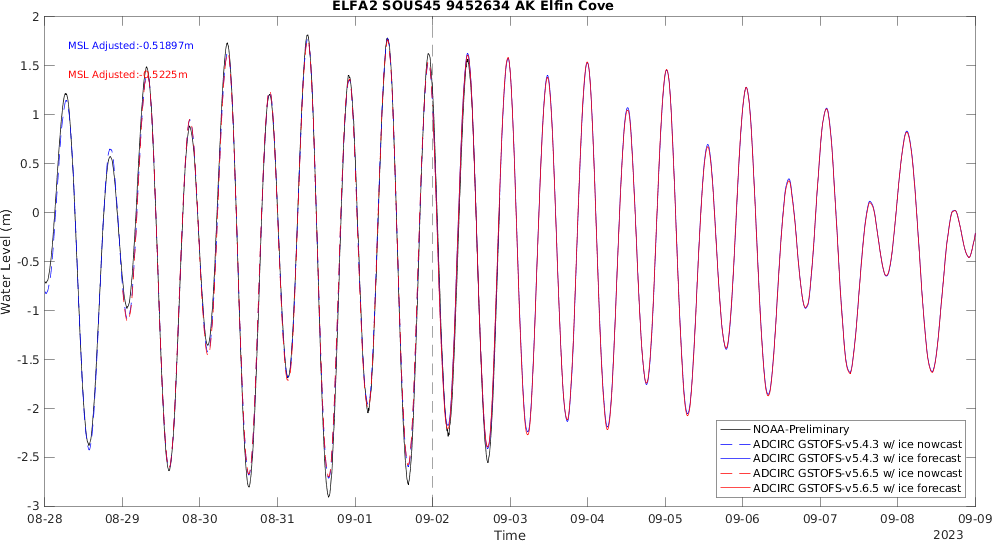 ELFA2 SOUS45 9452634 AK Elfin Cove
MSL Adjusted:-0.51897m
MSL Adjusted:-0.5225m
2
1.5
1
0.5
0
-0.5
-1
-1.5
-2
-2.5
-3
Water Level (m)
NOAA-Preliminary
ADCIRC GSTOFS-v5.4.3 w/ ice nowcast
ADCIRC GSTOFS-v5.4.3 w/ ice forecast
ADCIRC GSTOFS-v5.6.5 w/ ice nowcast
ADCIRC GSTOFS-v5.6.5 w/ ice forecast
08-28 08-29 08-30 08-31 09-01 09-02 09-03 09-04 09-05 09-06 09-07 09-08 09-09
Time
2023